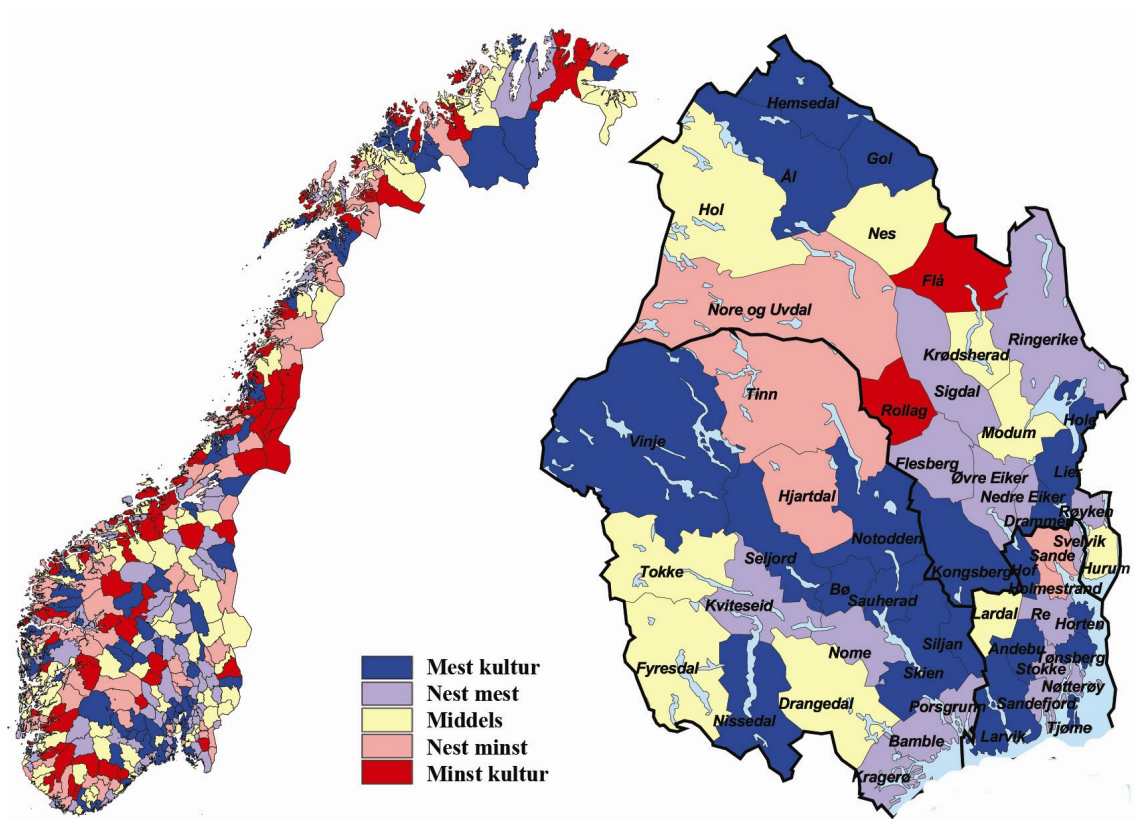 Hemsedal
Gol
Ål
Hol
Nes
Flå
Nore og Uvdal
Ringerike
Krødsherad
Tinn
Sigdal
Rollag
Hole
Modum
Vinje
Flesberg
Lier
Øvre Eiker
Hjartdal
Nedre Eiker
Røyken
Drammen
Svelvik
Notodden
Sande
Seljord
Hurum
Tokke
Kongsberg
Hof
Bø
Holmestrand
Sauherad
Kviteseid
Lardal
Re
Horten
Siljan
Nome
Andebu
Tønsberg
Fyresdal
Stokke
Skien
Nøtterøy
Sandefjord
Porsgrunn
Drangedal
Nissedal
Tjøme
Larvik
Bamble
Kragerø
Mest kultur
Nest mest
Middels
Nest minst
Minst kultur